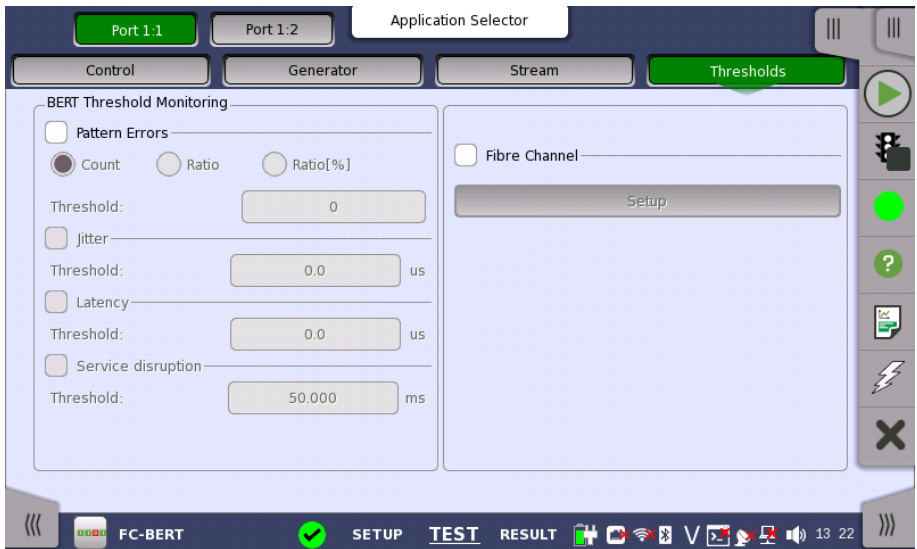 Application Selector
Port 1:1 Port 1:2
Control Generator Stream Thresholds
BERT Threshold Monitoring
Pattern Errors
Count Ratio Ratio[%]
Threshold: 0
Jitter
Threshold: 0.0 us
Latency
Threshold: 0.0 us
Service disruption
Threshold: 50.000 ms
Fibre Channel
Setup
?
FC-BERT SETUP TEST RESULT V 13 22